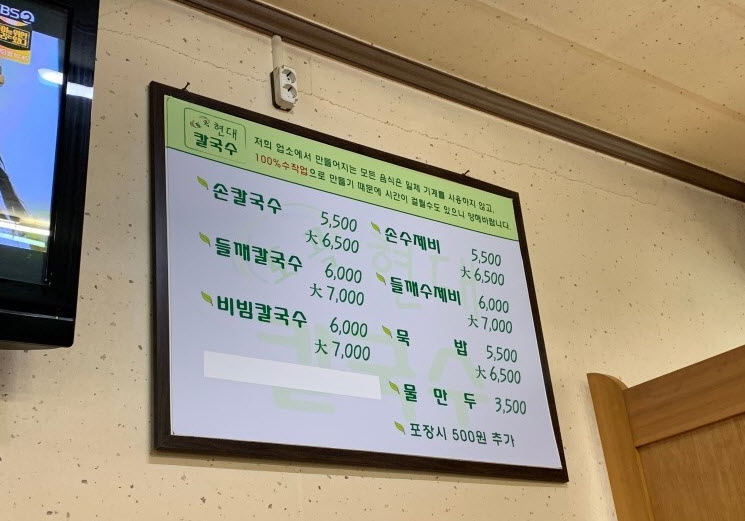 현대
칼국수
저희 업소에서 만들어지는 모든 음식은 일체 기계를 사용하지 않고,
100%수작업으로 만들기 때문에 시간이 걸릴수도 있으니 양해바랍니다.
손칼국수 5,500
大 6,500
들깨칼국수 6,000
大 7,000
비빔칼국수 6,000
大 7,000
손수제비 5,500
大 6,500
들깨수제비 6,000
大 7,000
묵 밥 5,500
大 6,500
물 만 두 3,500
포장시 500원 추가
현대
칼국수